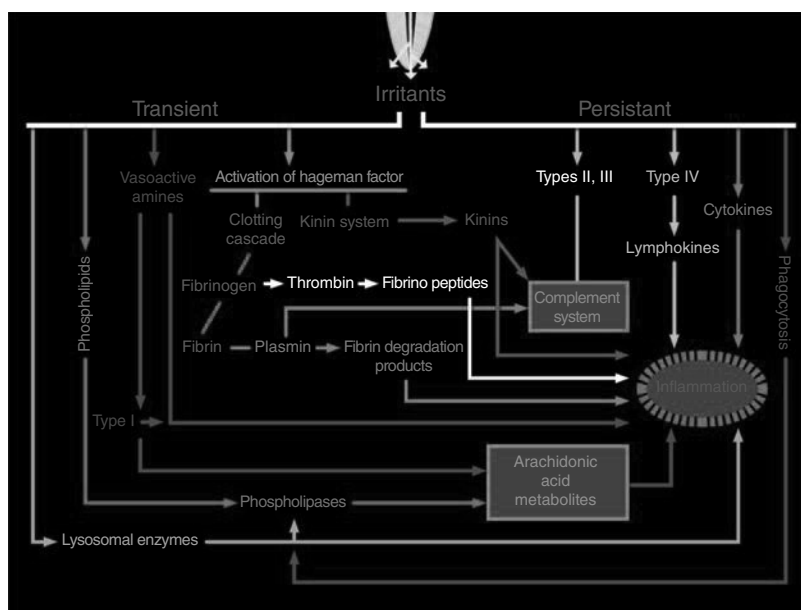 Irritants
Transient
Persistant
Vasoactive
amines
Activation of hageman factor
Types II, III
Type IV
Cytokines
Clotting
cascade
Kinin system
Kinins
Lymphokines
Phospholipids
Phagocytosis
Fibrinogen
Thrombin
Fibrino peptides
Complement
system
Fibrin
Plasmin
Fibrin degradation
products
Inflammation
Type I
Arachidonic
acid
metabolites
Phospholipases
Lysosomal enzymes